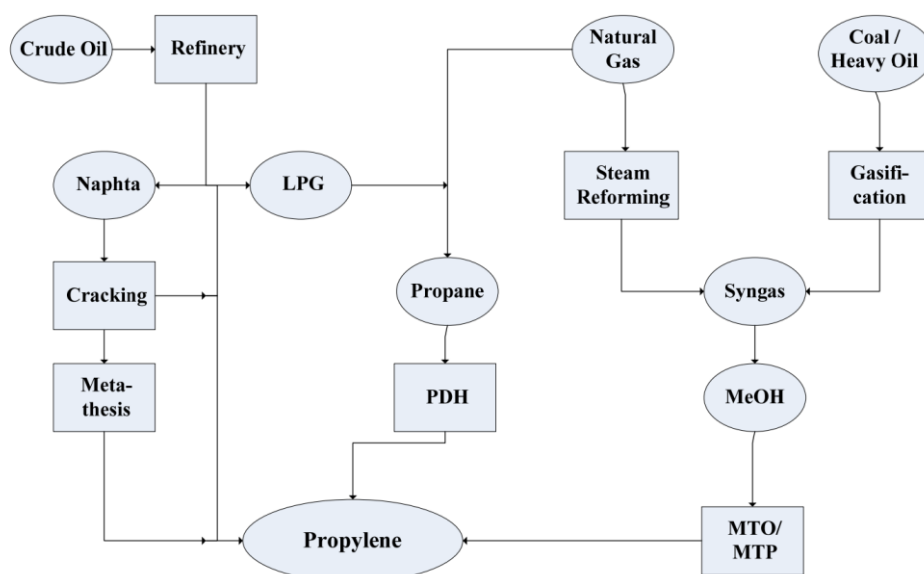 Crude Oil
Refinery
Natural
Gas
Coal /
Heavy Oil
Naphta
LPG
Steam
Reforming
Gasifi-
cation
Cracking
Propane
Syngas
Meta-
thesis
PDH
MeOH
Propylene
MTO/
MTP